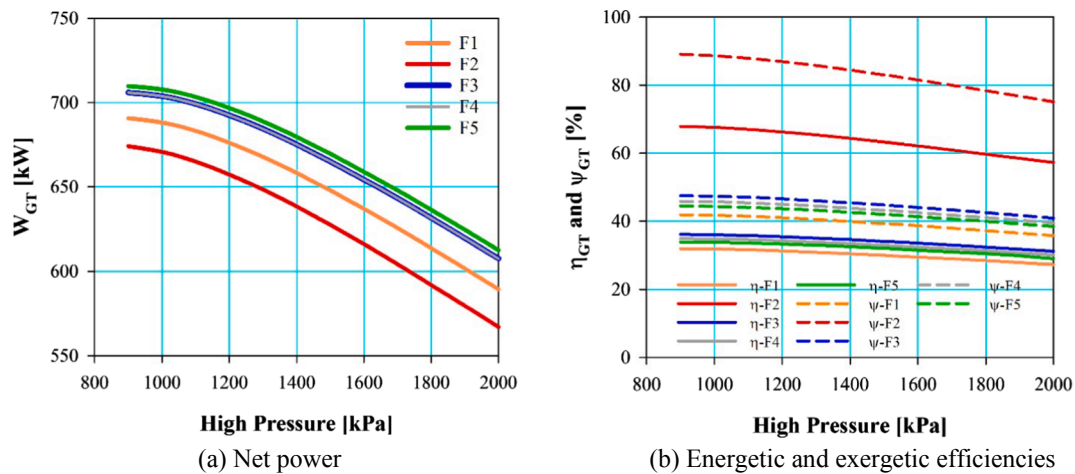 750
700
650
600
550
W_GT [kW]
F1
F2
F3
F4
F5
800 1000 1200 1400 1600 1800 2000
High Pressure [kPa]
(a) Net power
100
80
60
40
20
0
η_GT and ψ_GT [%]
η-F1 η-F5 ψ-F4
η-F2 ψ-F1 ψ-F5
η-F3 ψ-F2
η-F4 ψ-F3
800 1000 1200 1400 1600 1800 2000
High Pressure [kPa]
(b) Energetic and exergetic efficiencies